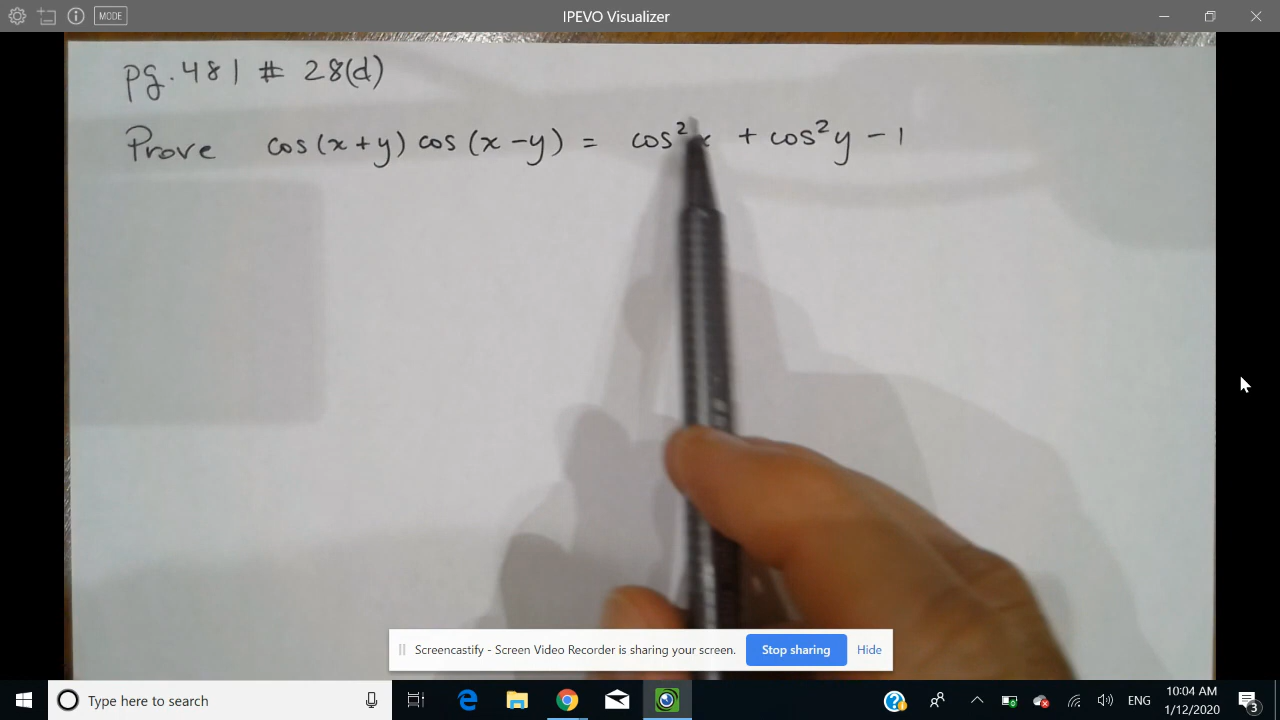 MODE
IPEVO Visualizer
pg. 481 # 28(d)
Prove cos(x+y) cos(x-y) = cos²x + cos²y - 1
Screencastify - Screen Video Recorder is sharing your screen.
Stop sharing
Hide
Type here to search
ENG
10:04 AM
1/12/2020
3